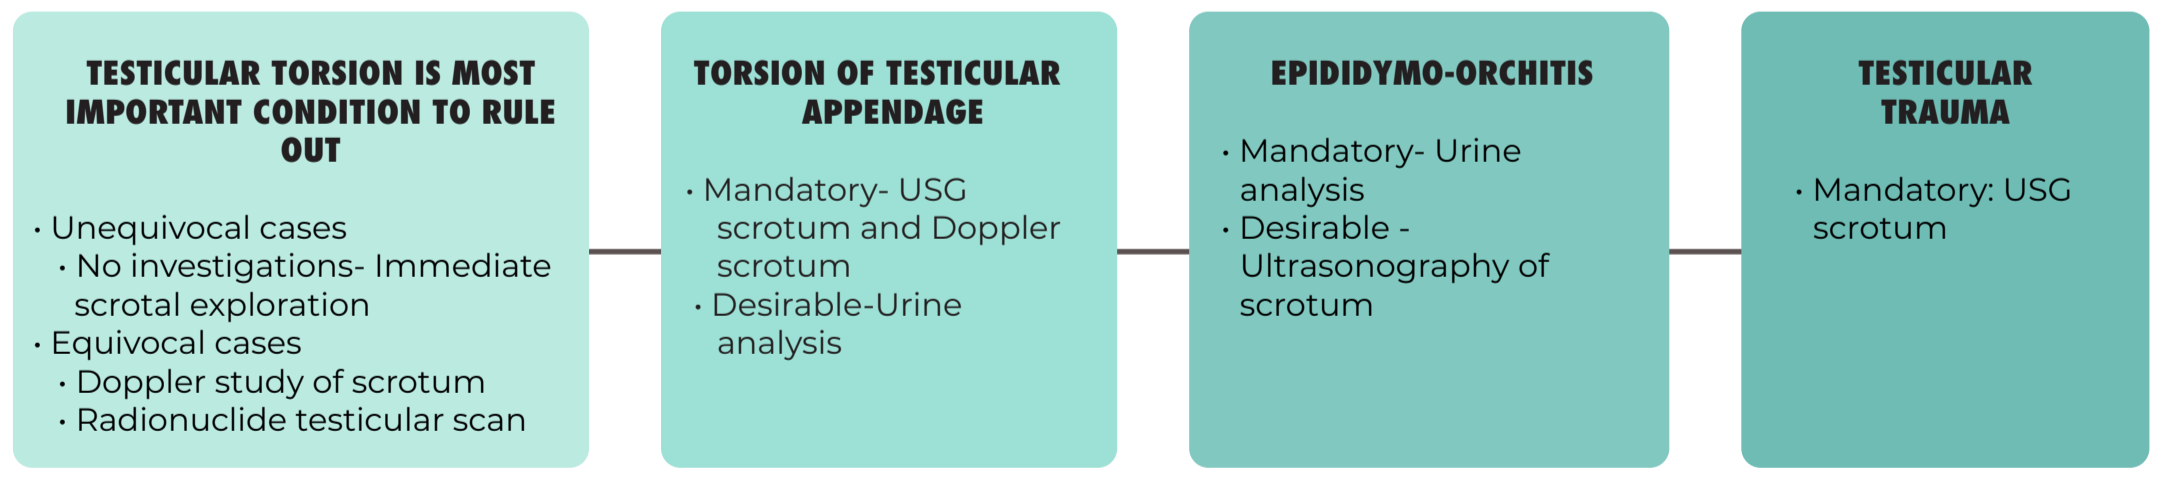 TESTICULAR TORSION IS MOST
IMPORTANT CONDITION TO RULE
OUT
• Unequivocal cases
• No investigations- Immediate
scrotal exploration
• Equivocal cases
• Doppler study of scrotum
• Radionuclide testicular scan
TORSION OF TESTICULAR
APPENDAGE
• Mandatory- USG
scrotum and Doppler
scrotum
• Desirable-Urine
analysis
EPIDIDYMO-ORCHITIS
• Mandatory- Urine
analysis
• Desirable -
Ultrasonography of
scrotum
TESTICULAR
TRAUMA
• Mandatory: USG
scrotum